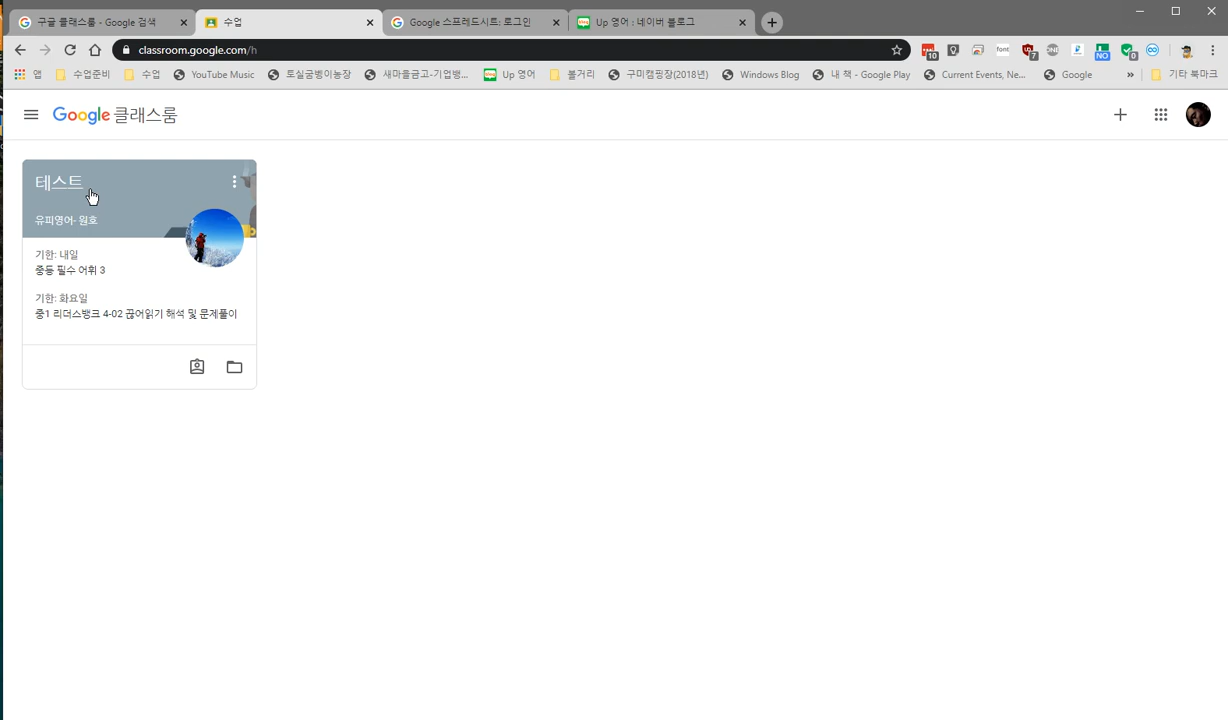 구글 클래스룸 - Google 검색
수업
Google 스프레드시트: 로그인
Up 영어 : 네이버 블로그
classroom.google.com/h
앱
수업준비
수업
YouTube Music
토실굼벵이농장
새마을금고-기업뱅...
Up 영어
볼거리
구미캠핑장(2018년)
Windows Blog
내 책 - Google Play
Current Events, Ne...
Google
»
기타 북마크
Google 클래스룸
테스트
유피영어- 원호
기한: 내일
중등 필수 어휘 3
기한: 화요일
중1 리더스뱅크 4-02 끊어읽기 해석 및 문제풀이